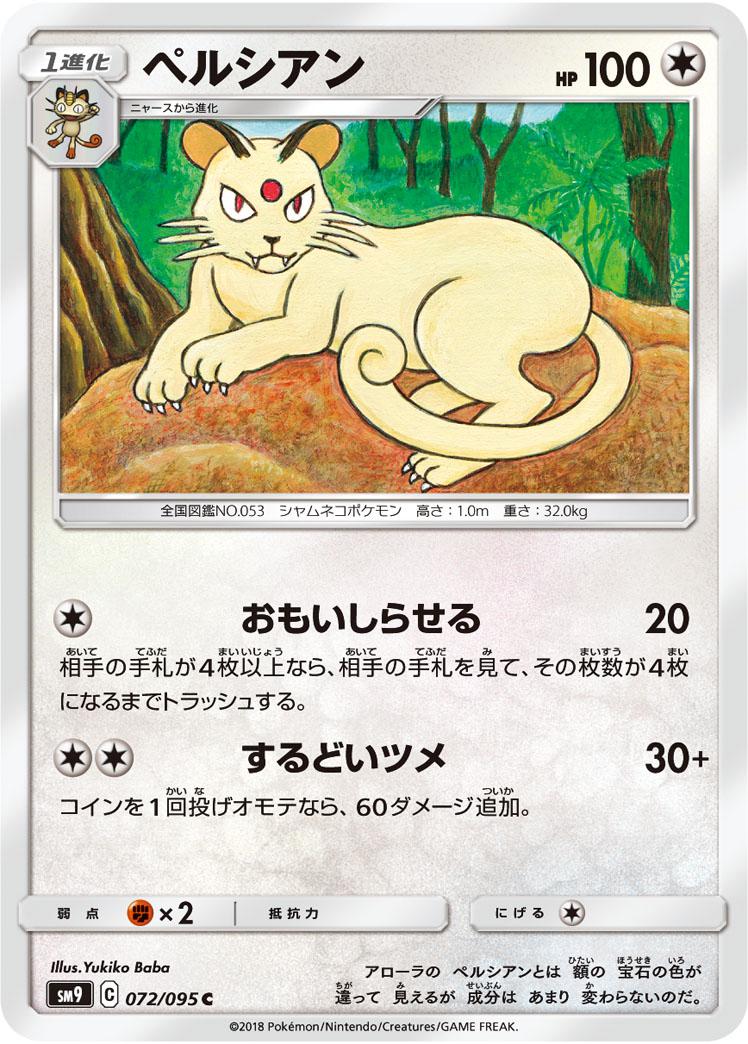 1進化 ペルシアン HP 100
ニャースから進化
全国図鑑NO.053 シャムネコポケモン 高さ：1.0m 重さ：32.0kg
おもいしらせる 20
相手の手札が4枚以上なら、相手の手札を見て、その枚数が4枚
になるまでトラッシュする。
するどいツメ 30+
コインを1回投げオモテなら、60ダメージ追加。
弱点 ×2 抵抗力 にげる
Illus.Yukiko Baba
アローラの ペルシアンとは 額の 宝石の色が
違って 見えるが 成分は あまり 変わらないのだ。
SM9 C 072/095 C
©2018 Pokémon/Nintendo/Creatures/GAME FREAK.